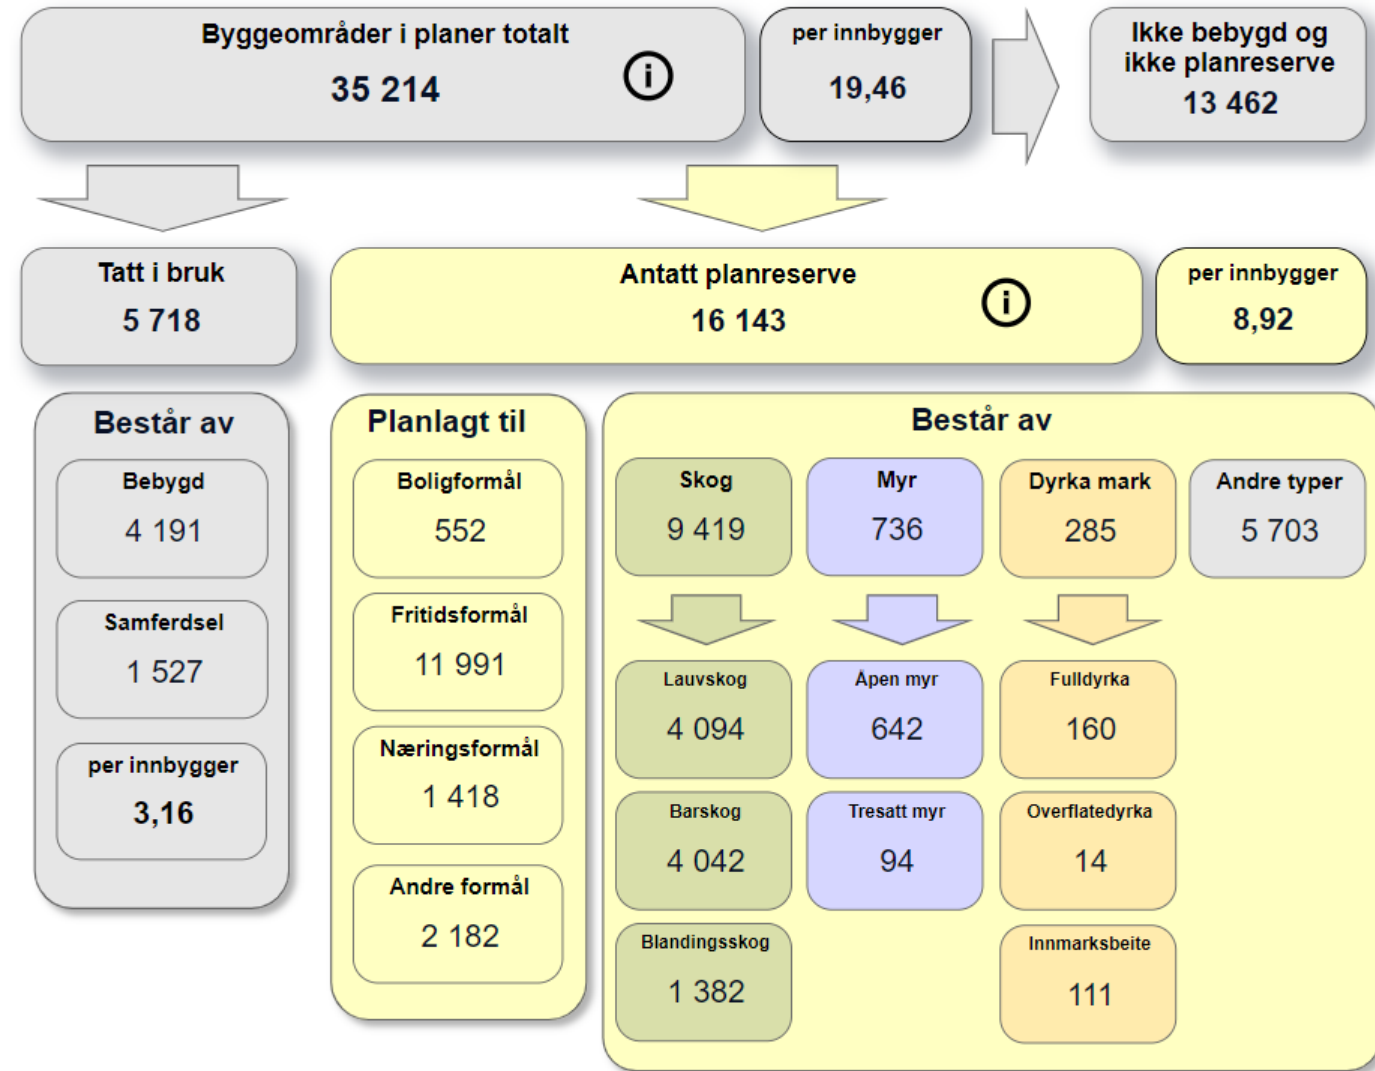 Byggeområder i planer totalt
35 214
i
per innbygger
19,46
Ikke bebygd og
ikke planreserve
13 462
Tatt i bruk
5 718
Antatt planreserve
16 143
i
per innbygger
8,92
Består av
Bebygd
4 191
Samferdsel
1 527
per innbygger
3,16
Planlagt til
Boligformål
552
Fritidsformål
11 991
Næringsformål
1 418
Andre formål
2 182
Består av
Skog
9 419
Myr
736
Dyrka mark
285
Andre typer
5 703
Lauvskog
4 094
Åpen myr
642
Fulldyrka
160
Barskog
4 042
Tresatt myr
94
Overflatedyrka
14
Blandingsskog
1 382
Innmarksbeite
111